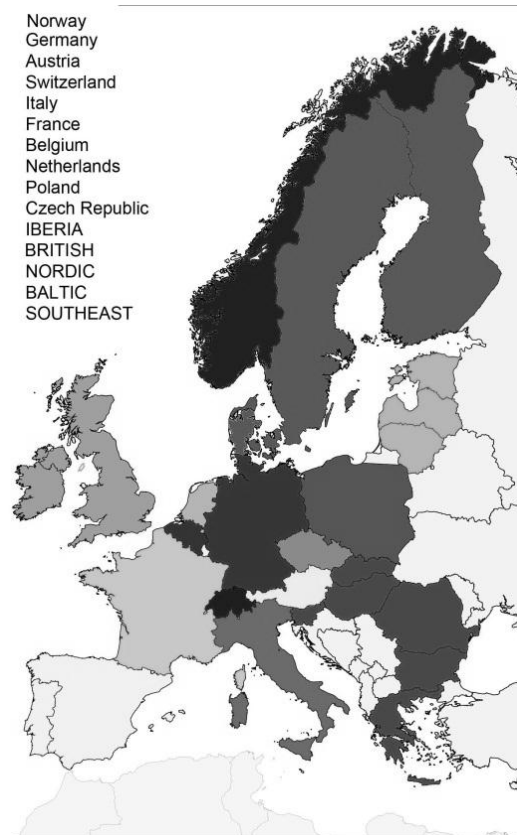 Norway
Germany
Austria
Switzerland
Italy
France
Belgium
Netherlands
Poland
Czech Republic
IBERIA
BRITISH
NORDIC
BALTIC
SOUTHEAST